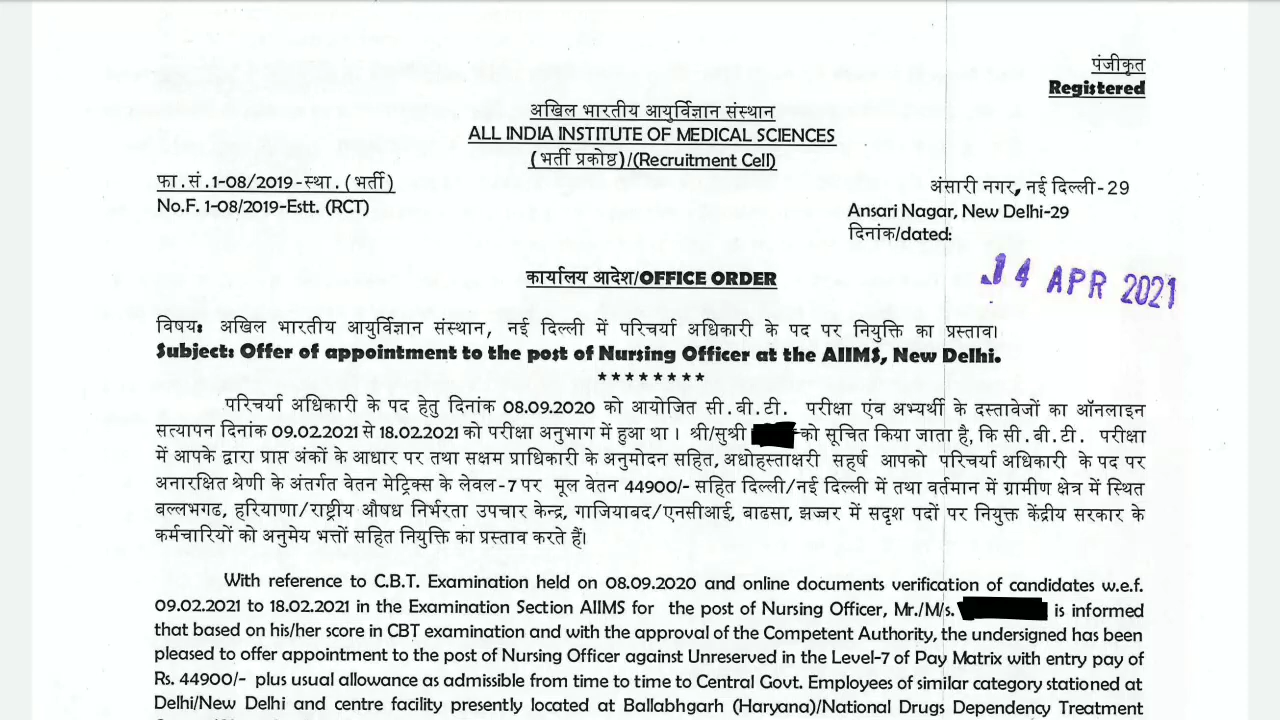 पंजीकृत
Registered
अखिल भारतीय आयुर्विज्ञान संस्थान
ALL INDIA INSTITUTE OF MEDICAL SCIENCES
(भर्ती प्रकोष्ठ)/(Recruitment Cell)
फा.सं.1-08/2019-स्था.(भर्ती)
No.F. 1-08/2019-Estt. (RCT)
अंसारी नगर, नई दिल्ली-29
Ansari Nagar, New Delhi-29
दिनांक/dated:
14 APR 2021
कार्यालय आदेश/OFFICE ORDER
विषय: अखिल भारतीय आयुर्विज्ञान संस्थान, नई दिल्ली में परिचर्या अधिकारी के पद पर नियुक्ति का प्रस्ताव।
Subject: Offer of appointment to the post of Nursing Officer at the AIIMS, New Delhi.
********
परिचर्या अधिकारी के पद हेतु दिनांक 08.09.2020 को आयोजित सी.बी.टी. परीक्षा एंव अभ्यर्थी के दस्तावेजों का ऑनलाइन
सत्यापन दिनांक 09.02.2021 से 18.02.2021 को परीक्षा अनुभाग में हुआ था। श्री/सुश्री को सूचित किया जाता है, कि सी.बी.टी. परीक्षा
में आपके द्वारा प्राप्त अंकों के आधार पर तथा सक्षम प्राधिकारी के अनुमोदन सहित, अधोहस्ताक्षरी सहर्ष आपको परिचर्या अधिकारी के पद पर
अनारक्षित श्रेणी के अंतर्गत वेतन मेट्रिक्स के लेवल-7 पर मूल वेतन 44900/- सहित दिल्ली/नई दिल्ली में तथा वर्तमान में ग्रामीण क्षेत्र में स्थित
बल्लभगढ, हरियाणा/राष्ट्रीय औषध निर्भरता उपचार केन्द्र, गाजियाबद/एनसीआई, बाढसा, झज्जर में सदृश पदों पर नियुक्त केंद्रीय सरकार के
कर्मचारियों को अनुमेय भत्तों सहित नियुक्ति का प्रस्ताव करते हैं।
With reference to C.B.T. Examination held on 08.09.2020 and online documents verification of candidates w.e.f.
09.02.2021 to 18.02.2021 in the Examination Section AIIMS for the post of Nursing Officer, Mr./M/s. is informed
that based on his/her score in CBT examination and with the approval of the Competent Authority, the undersigned has been
pleased to offer appointment to the post of Nursing Officer against Unreserved in the Level-7 of Pay Matrix with entry pay of
Rs. 44900/- plus usual allowance as admissible from time to time to Central Govt. Employees of similar category stationed at
Delhi/New Delhi and centre facility presently located at Ballabhgarh (Haryana)/National Drugs Dependency Treatment